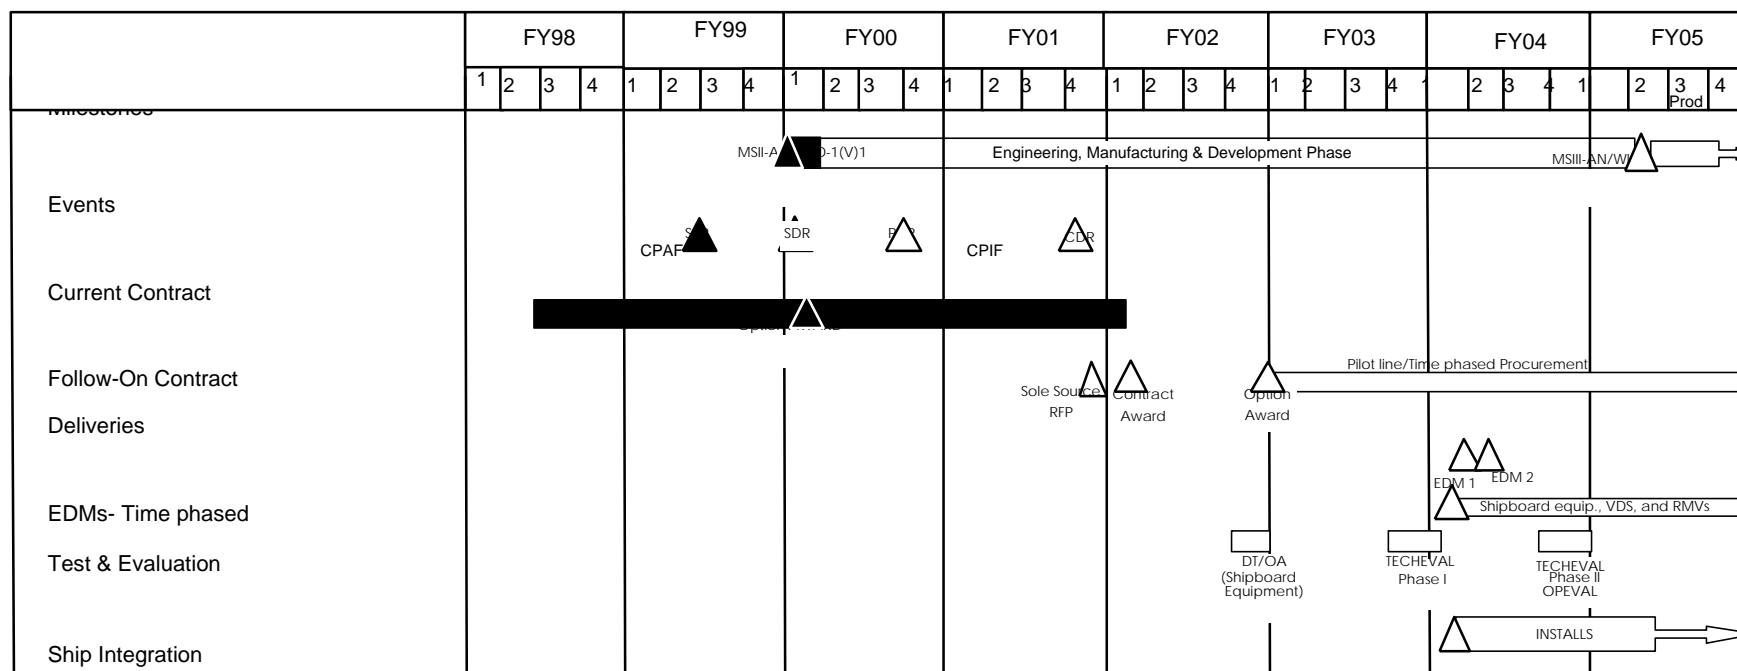 FY98 FY99 FY00 FY01 FY02 FY03 FY04 FY05
1 2 3 4 1 2 3 4 1 2 3 4 1 2 3 4 1 2 3 4 1 2 3 4 1 2 3 4 1 2 3 4
Prod
Milestones
MSII-A 0-1(V)1
Engineering, Manufacturing & Development Phase
MSIII-AN/W
Events
SDR
CDR
CPAF
CPIF
Current Contract
Follow-On Contract
Pilot line/Time phased Procurement
Sole Source
RFP
Contract
Award
Option
Award
Deliveries
EDM 1
EDM 2
EDMs- Time phased
Shipboard equip., VDS, and RMVs
Test & Evaluation
DT/OA
(Shipboard
Equipment)
TECHEVAL
Phase I
TECHEVAL
Phase II
OPEVAL
INSTALLS
Ship Integration